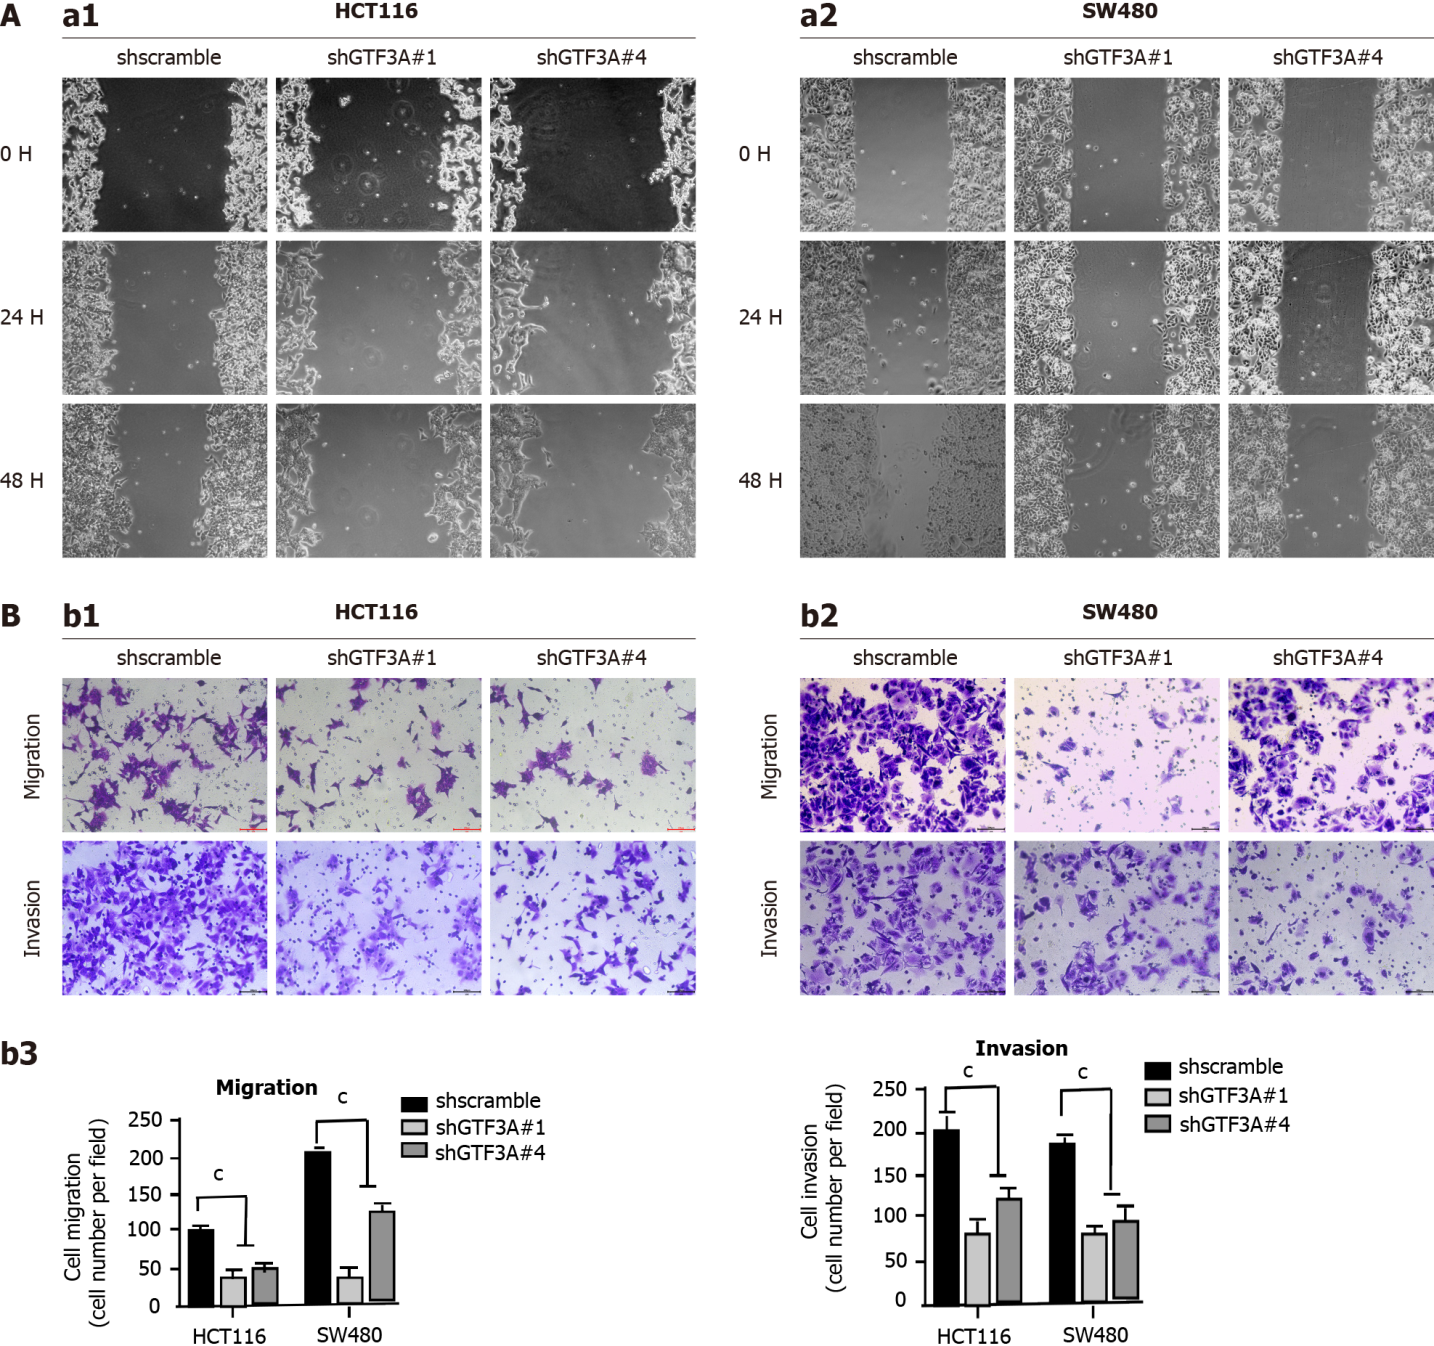 A a1 HCT116 a2 SW480
shscramble shGTF3A#1 shGTF3A#4 shscramble shGTF3A#1 shGTF3A#4
0 H 0 H
24 H 24 H
48 H 48 H
B b1 HCT116 b2 SW480
shscramble shGTF3A#1 shGTF3A#4 shscramble shGTF3A#1 shGTF3A#4
Migration Migration
Invasion Invasion
b3
Migration
c
c
shscramble
shGTF3A#1
shGTF3A#4
Cell migration
(cell number per field)
250
200
150
100
50
0
HCT116 SW480
Invasion
c c
shscramble
shGTF3A#1
shGTF3A#4
Cell invasion
(cell number per field)
250
200
150
100
50
0
HCT116 SW480